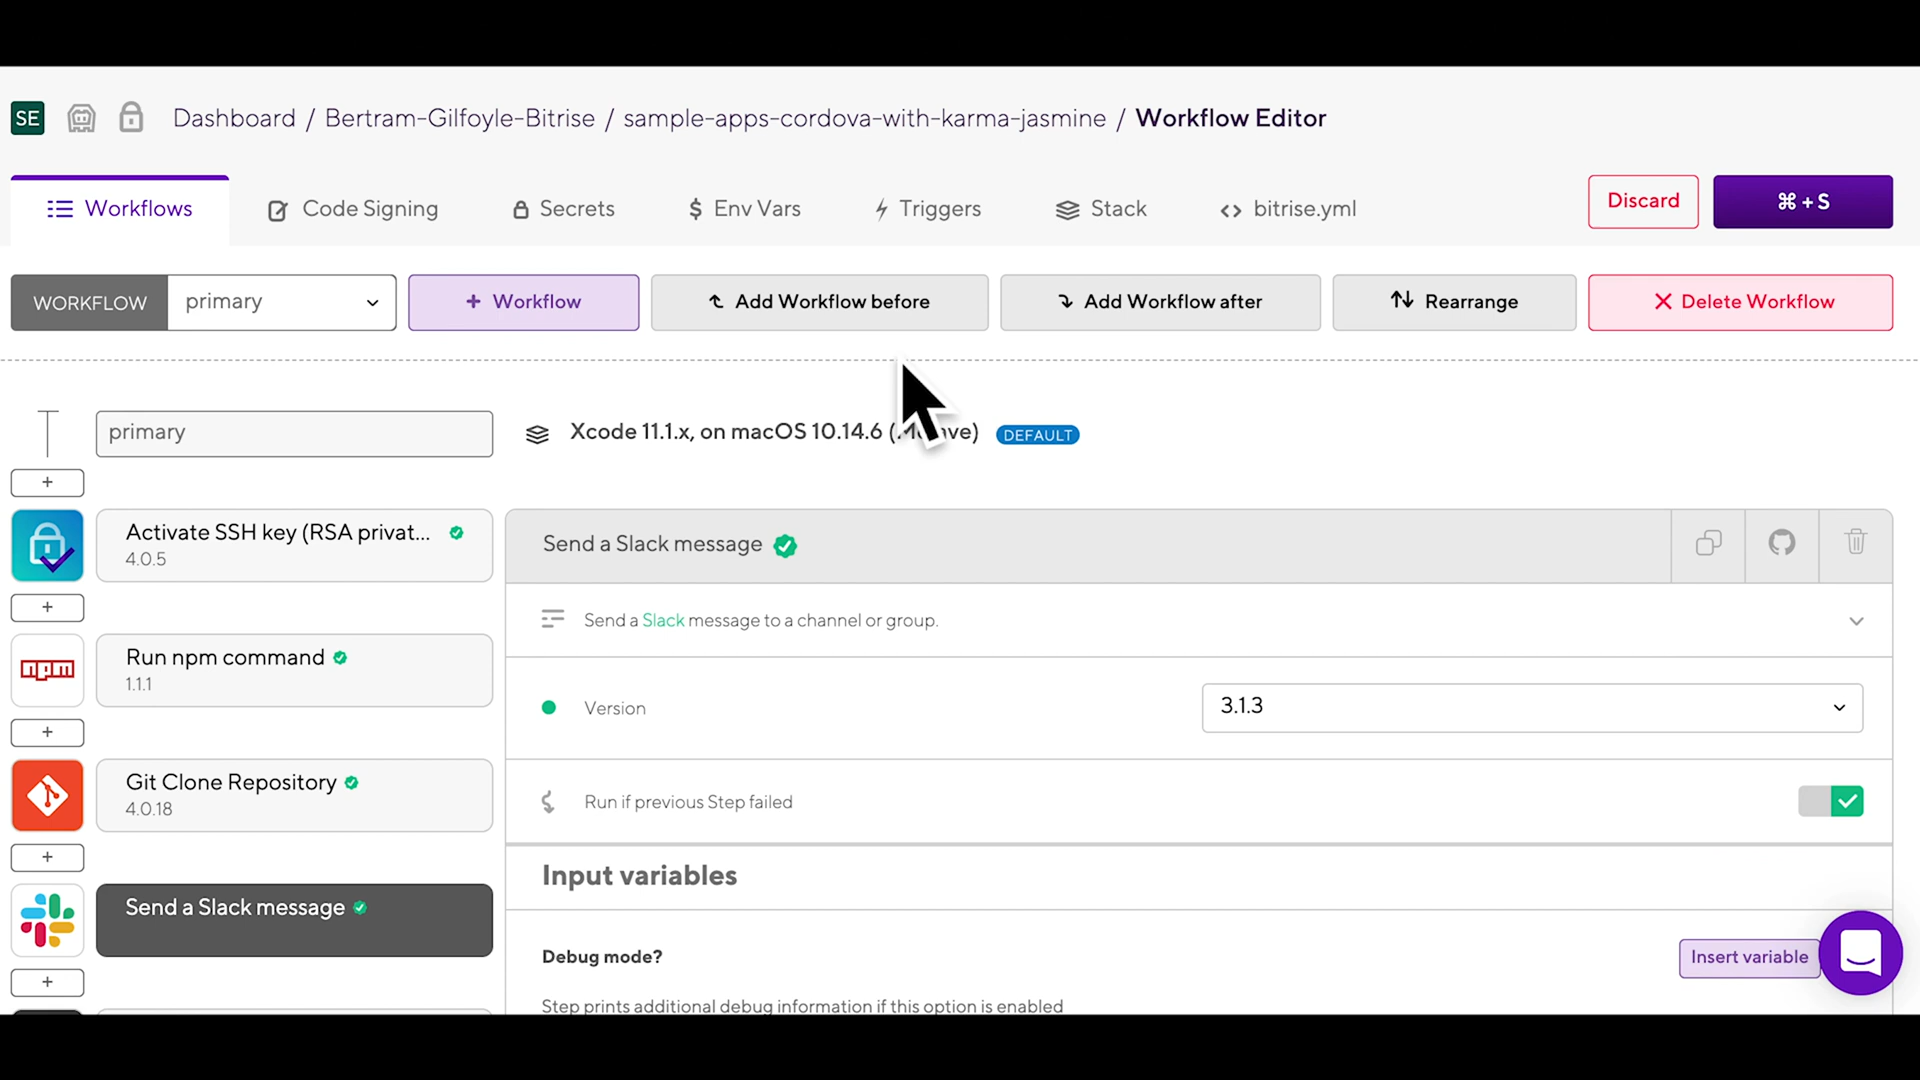 SE Dashboard / Bertram-Gilfoyle-Bitrise / sample-apps-cordova-with-karma-jasmine / Workflow Editor
Workflows Code Signing Secrets $ Env Vars Triggers Stack <> bitrise.yml Discard ⌘ + S
WORKFLOW primary + Workflow Add Workflow before Add Workflow after Rearrange Delete Workflow
primary Xcode 11.1.x, on macOS 10.14.6 DEFAULT
+
Activate SSH key (RSA privat...
4.0.5
+
npm
Run npm command
1.1.1
+
Git Clone Repository
4.0.18
+
Send a Slack message
+
Send a Slack message
Send a Slack message to a channel or group.
Version 3.1.3
Run if previous Step failed
Input variables
Debug mode? Insert variable
Step prints additional debug information if this option is enabled